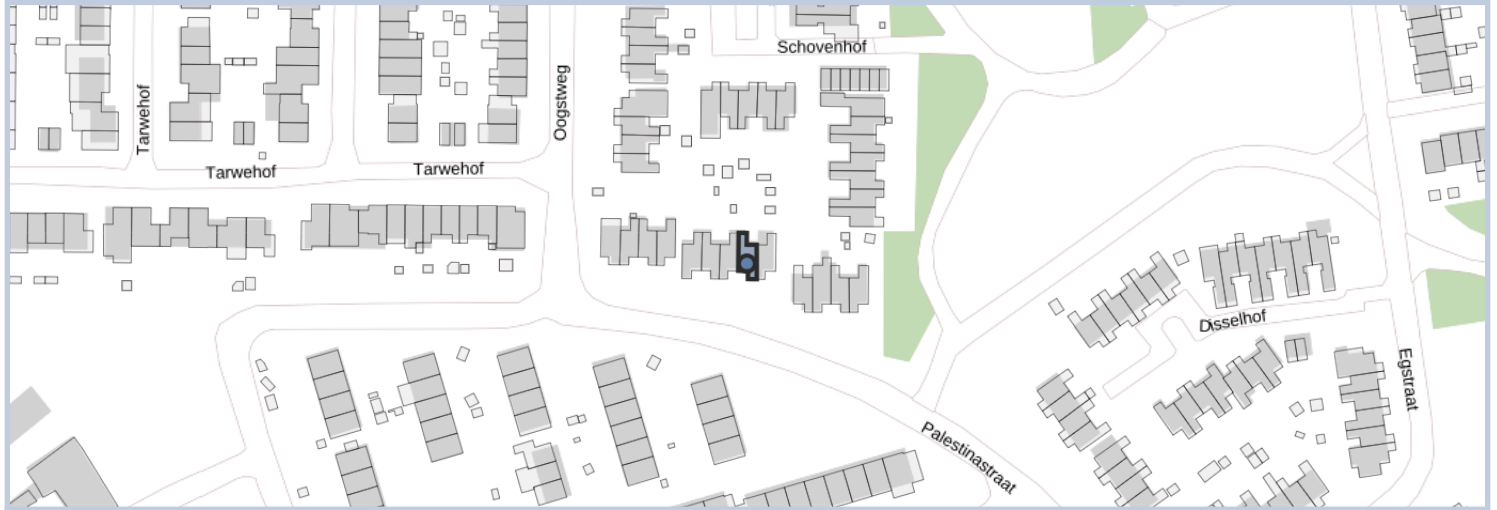 Schovenhof
Tarwehof
Oogstweg
Tarwehof
Tarwehof
Disselhof
Egstraat
Palestinastraat